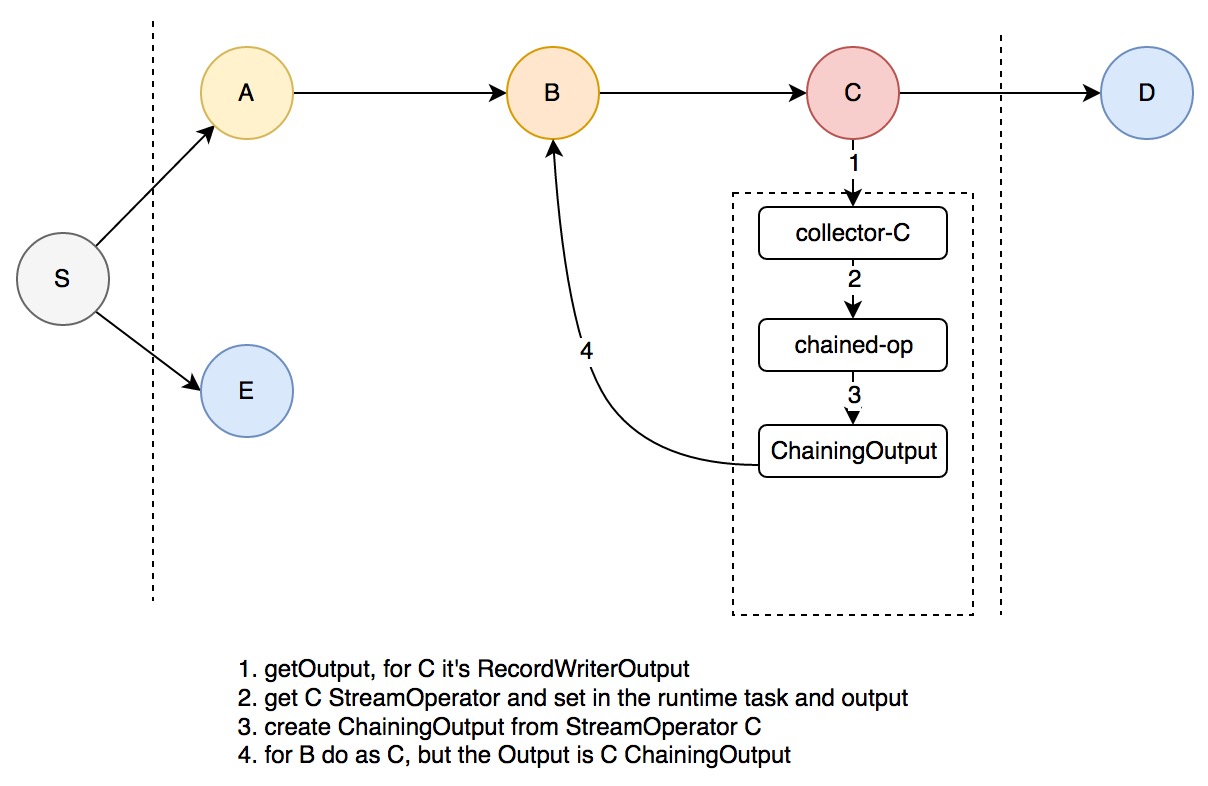 A
B
C
D
1
collector-C
S
2
chained-op
4
E
3
ChainingOutput
1. getOutput, for C it's RecordWriterOutput
2. get C StreamOperator and set in the runtime task and output
3. create ChainingOutput from StreamOperator C
4. for B do as C, but the Output is C ChainingOutput